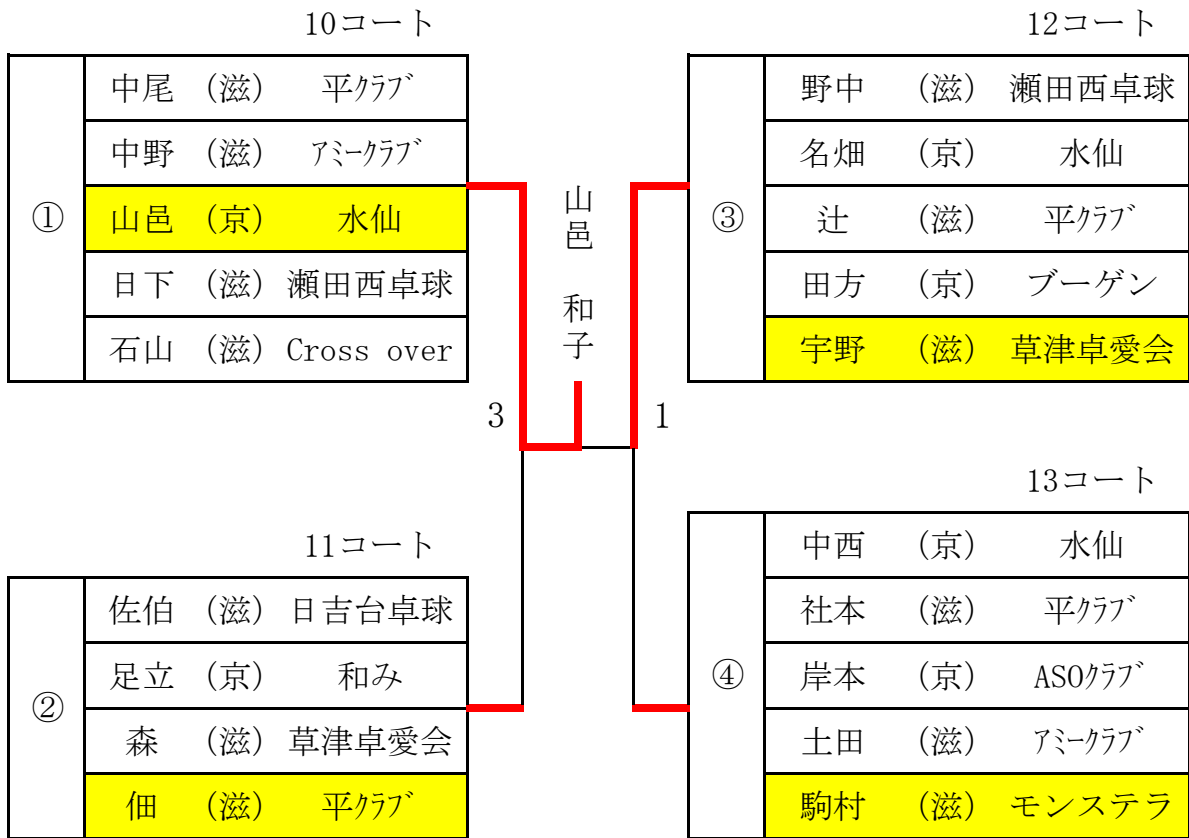 10コート
① 中尾 (滋) 平ｸﾗﾌﾞ
中野 (滋) ｱﾐｰｸﾗﾌﾞ
山邑 (京) 水仙
日下 (滋) 瀬田西卓球
石山 (滋) Cross over
12コート
③ 野中 (滋) 瀬田西卓球
名畑 (京) 水仙
辻 (滋) 平ｸﾗﾌﾞ
田方 (京) ブーゲン
宇野 (滋) 草津卓愛会
山邑 和子
3
1
11コート
② 佐伯 (滋) 日吉台卓球
足立 (京) 和み
森 (滋) 草津卓愛会
佃 (滋) 平ｸﾗﾌﾞ
13コート
④ 中西 (京) 水仙
社本 (滋) 平ｸﾗﾌﾞ
岸本 (京) ASOｸﾗﾌﾞ
土田 (滋) ｱﾐｰｸﾗﾌﾞ
駒村 (滋) モンステラ